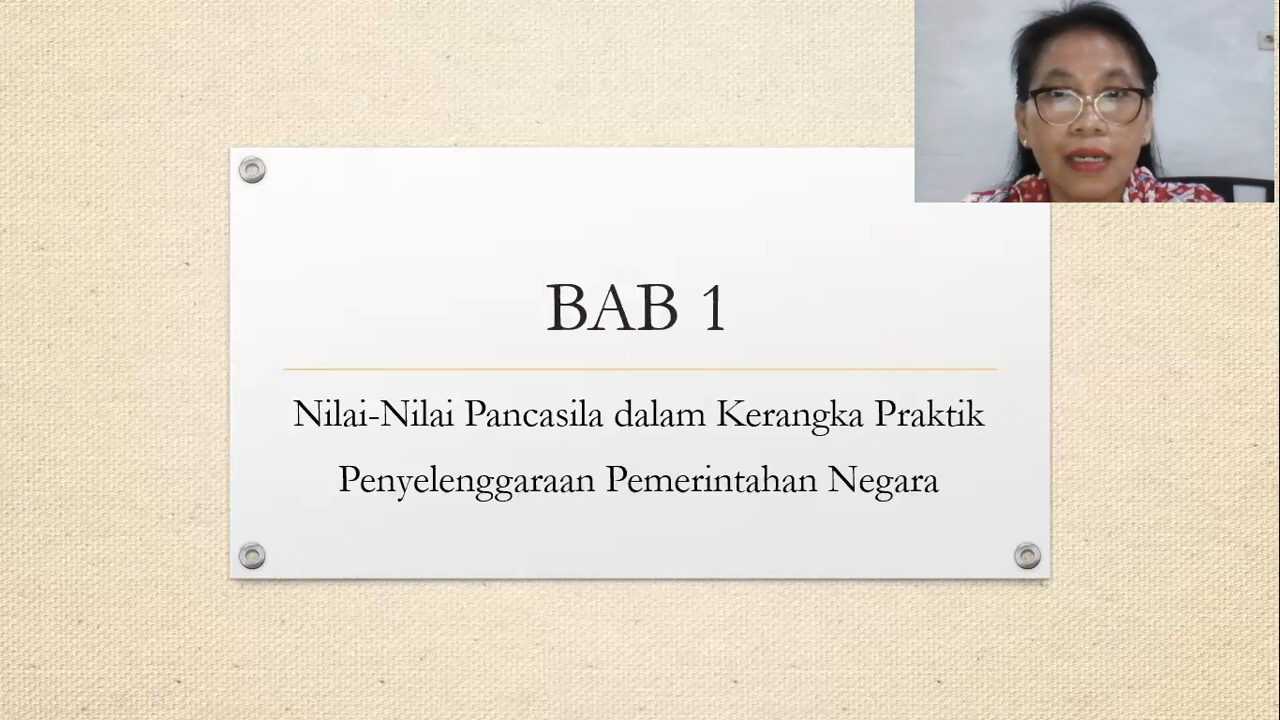 BAB 1
Nilai-Nilai Pancasila dalam Kerangka Praktik
Penyelenggaraan Pemerintahan Negara